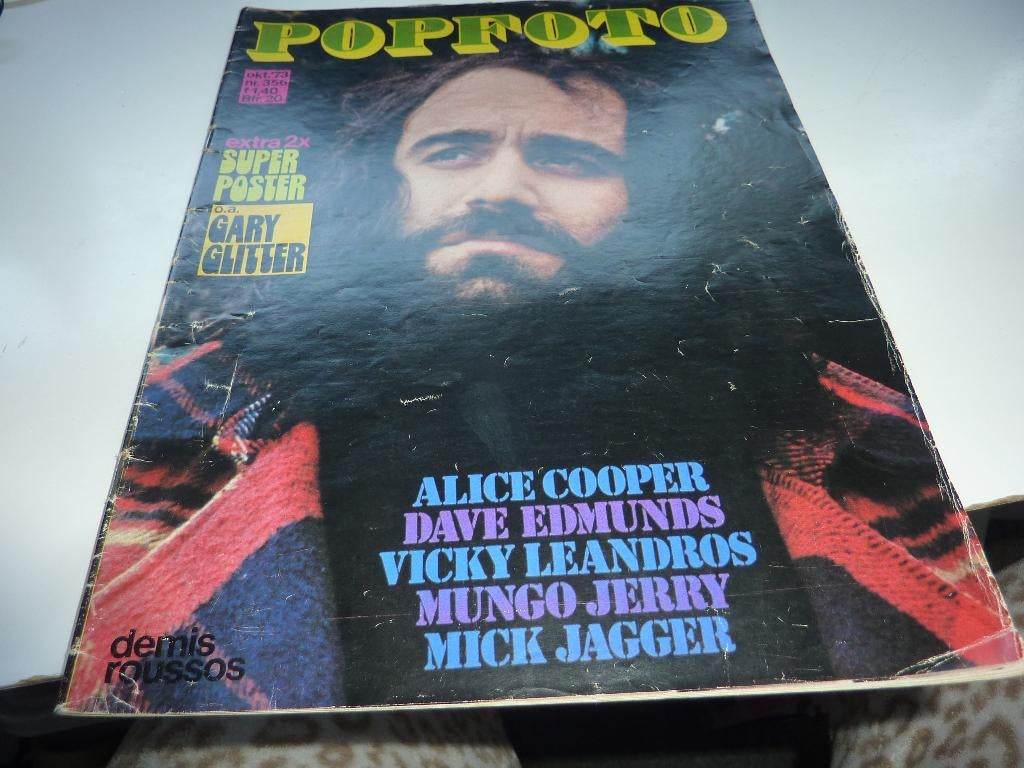 POPFOTO
okt.'73
nr. 356
f 1,40
Bfr. 20
extra 2x
SUPER
POSTER
o.a.
GARY
GLITTER
ALICE COOPER
DAVE EDMUNDS
VICKY LEANDROS
MUNGO JERRY
MICK JAGGER
demis
roussos